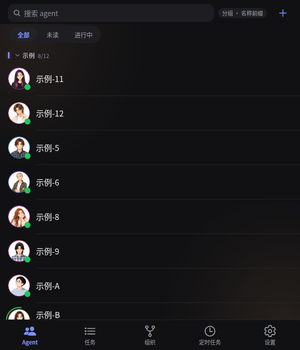 搜索 agent
分组 · 名称前缀
全部 未读 进行中
示例 8/12
示例-11
示例-12
示例-5
示例-6
示例-8
示例-9
示例-A
示例-B
Agent 任务 组织 定时任务 设置